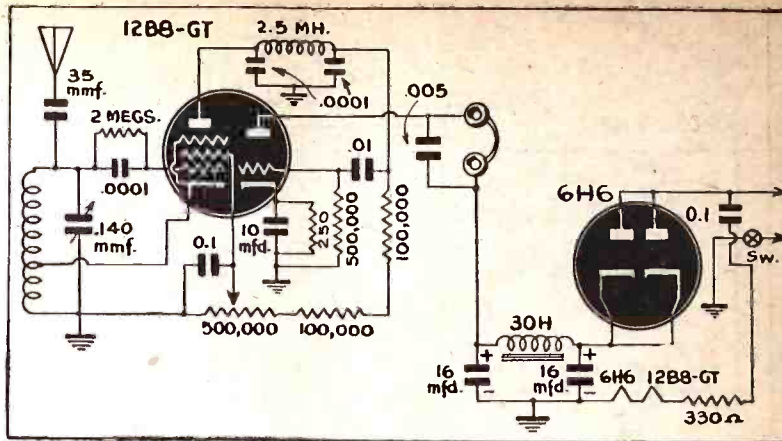 12B8-GT
2.5 MH.
35
mmf.
.0001
2 MEGS.
.0001
.005
.01
6H6
0.1
.140
mmf.
10
mfd.
250
500,000
100,000
0.1
Sw.
500,000
100,000
30H
+
+
16
mfd.
-
16
mfd.
-
6H6 12B8-GT
330Ω